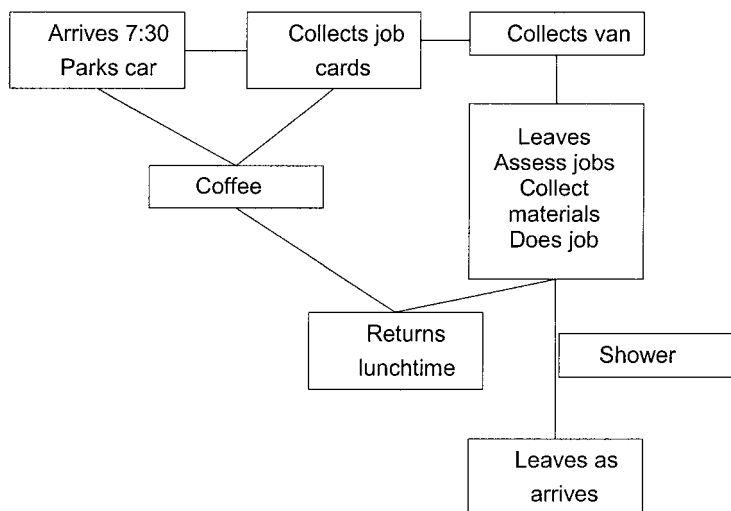 Arrives 7:30
Parks car
Collects job
cards
Collects van
Leaves
Assess jobs
Collect
materials
Does job
Coffee
Returns
lunchtime
Shower
Leaves as
arrives